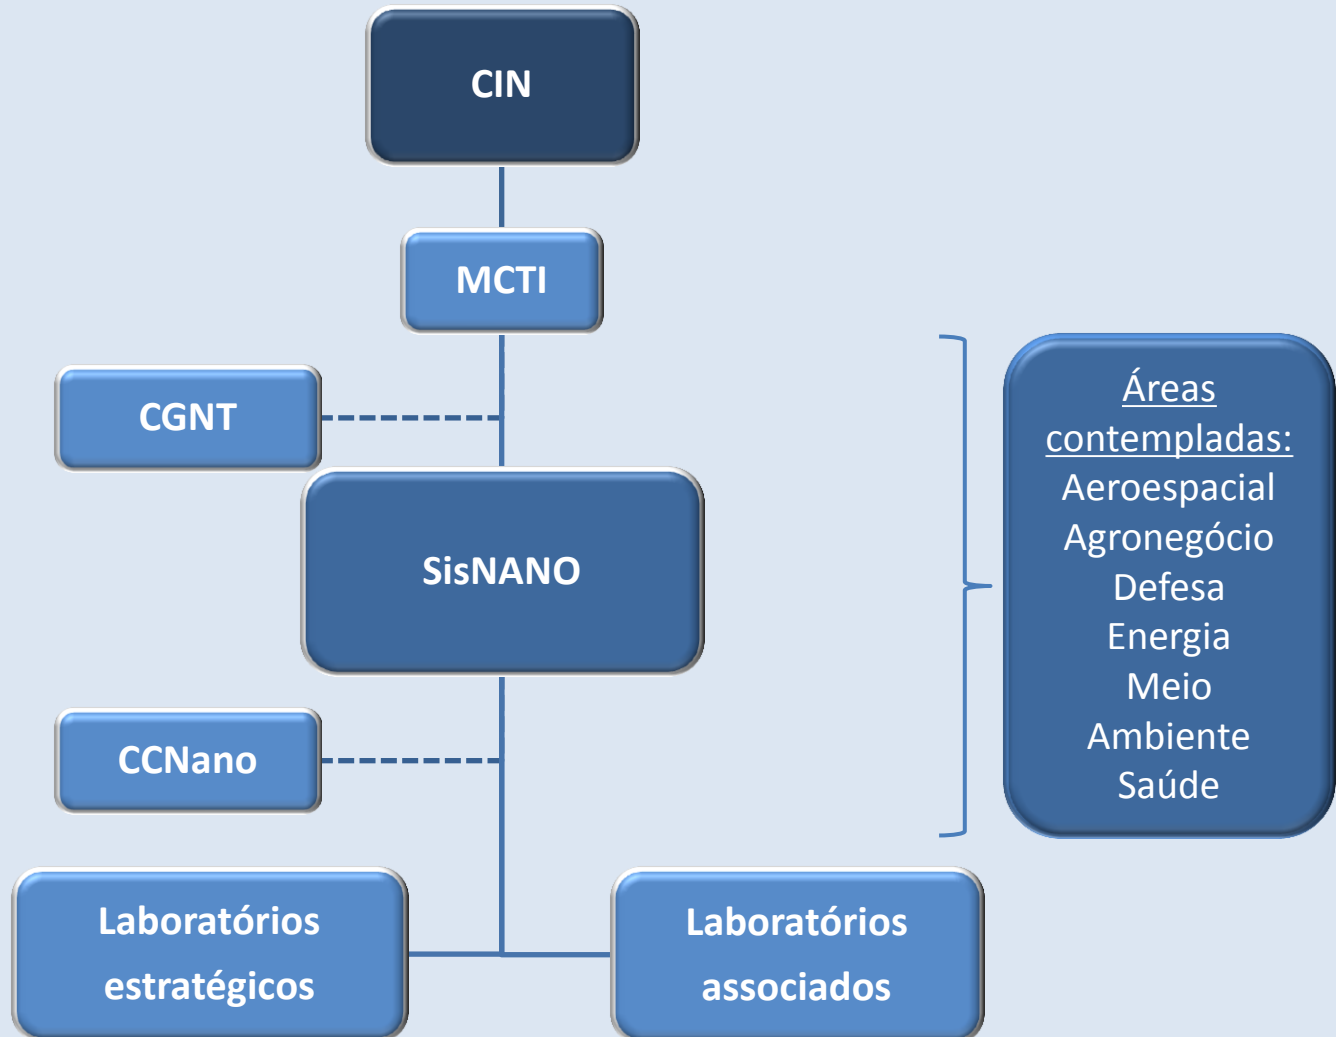 CIN
MCTI
CGNT
SisNANO
CCNano
Laboratórios
estratégicos
Laboratórios
associados
Áreas
contempladas:
Aeroespacial
Agronegócio
Defesa
Energia
Meio
Ambiente
Saúde